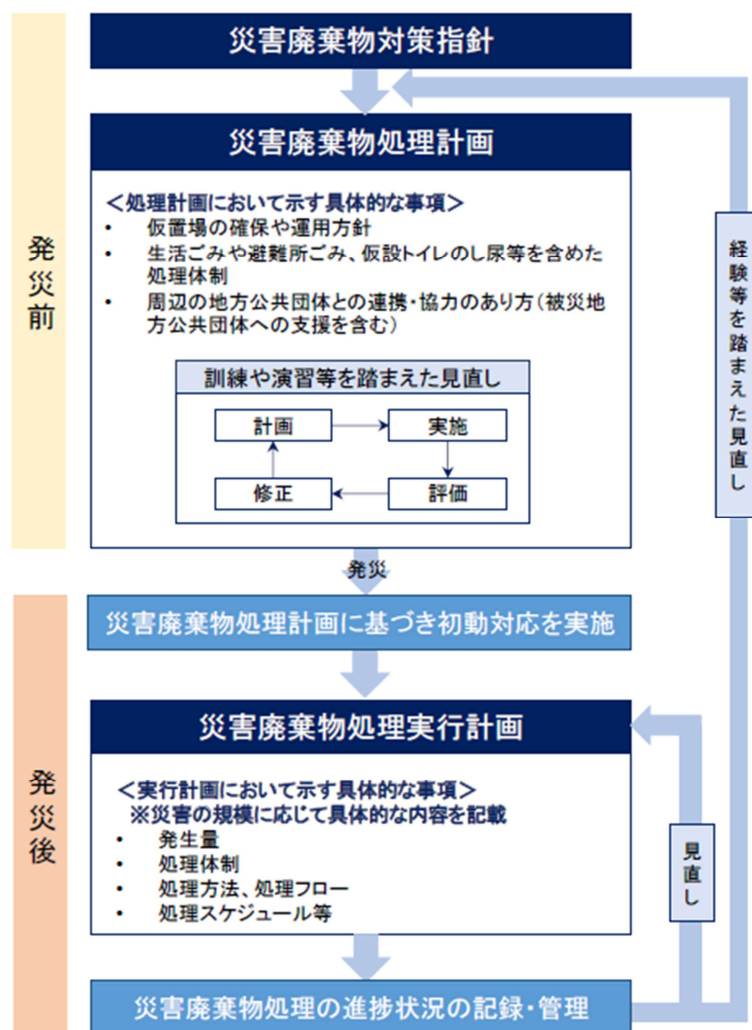 災害廃棄物対策指針
発災前
災害廃棄物処理計画
＜処理計画において示す具体的な事項＞
• 仮置場の確保や運用方針
• 生活ごみや避難所ごみ、仮設トイレのし尿等を含めた
処理体制
• 周辺の地方公共団体との連携・協力のあり方（被災地
方公共団体への支援を含む）
訓練や演習等を踏まえた見直し
計画
実施
修正
評価
経験等を踏まえた見直し
発災
発災後
災害廃棄物処理計画に基づき初動対応を実施
災害廃棄物処理実行計画
＜実行計画において示す具体的な事項＞
※災害の規模に応じて具体的な内容を記載
• 発生量
• 処理体制
• 処理方法、処理フロー
• 処理スケジュール等
見直し
災害廃棄物処理の進捗状況の記録・管理